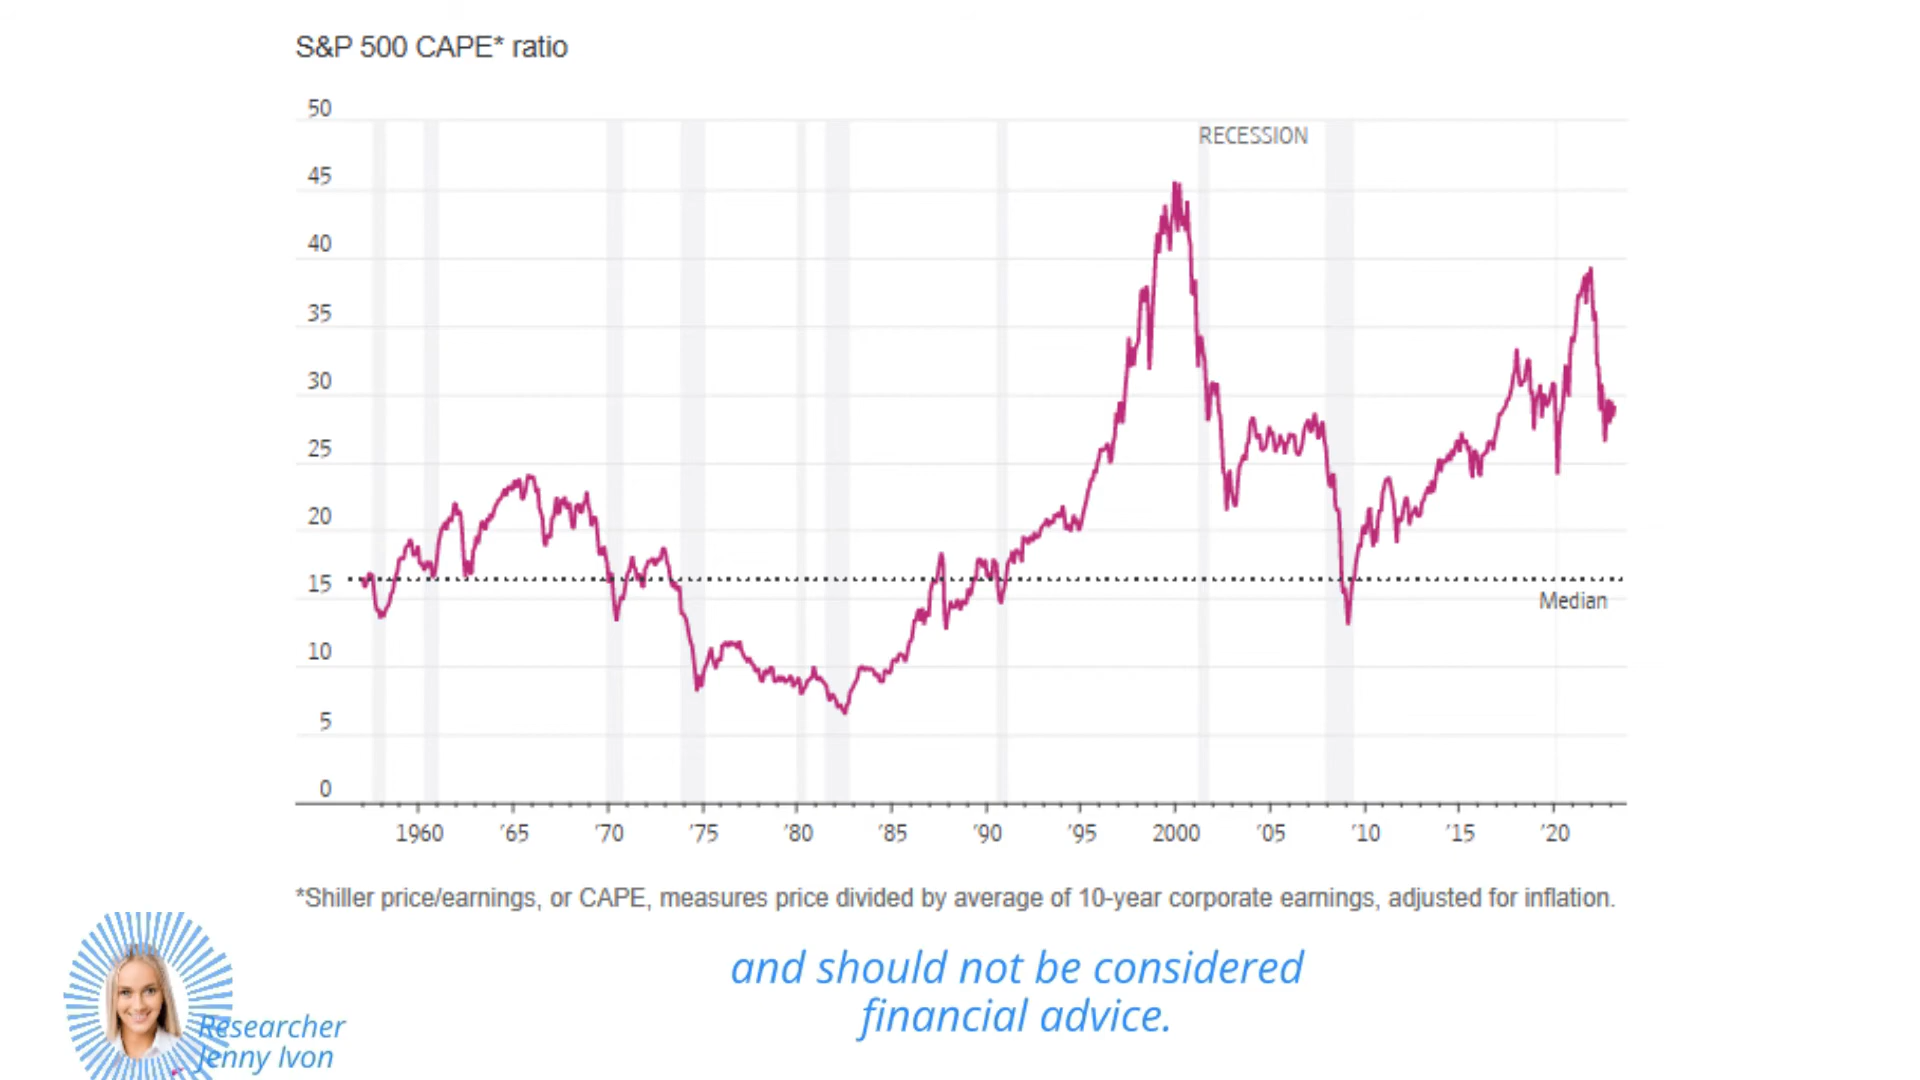 S&P 500 CAPE* ratio
50
RECESSION
45
40
35
30
25
20
15
Median
10
5
0
1960 '65 '70 '75 '80 '85 '90 '95 2000 '05 '10 '15 '20
*Shiller price/earnings, or CAPE, measures price divided by average of 10-year corporate earnings, adjusted for inflation.
and should not be considered
financial advice.
Researcher
Jenny Ivon